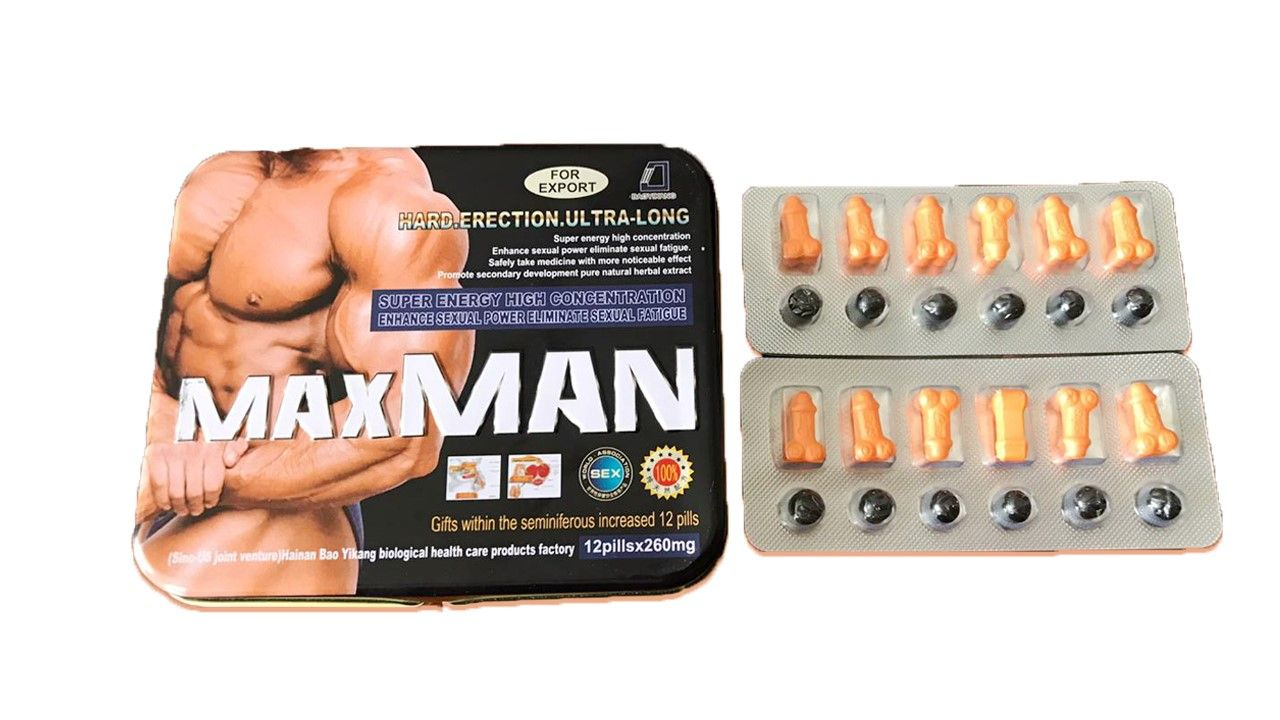 FOR
EXPORT
BAOYIKANG
HARD.ERECTION.ULTRA-LONG
Super energy high concentration
Enhance sexual power eliminate sexual fatigue.
Safely take medicine with more noticeable effect
Promote secondary development pure natural herbal extract
SUPER ENERGY HIGH CONCENTRATION
ENHANCE SEXUAL POWER ELIMINATE SEXUAL FATIGUE
MAXMAN
WORLD ASSOCIATION
SEX
100%
Gifts within the seminiferous increased 12 pills
(Sino-US joint venture)Hainan Bao Yikang biological health care products factory
12pillsx260mg